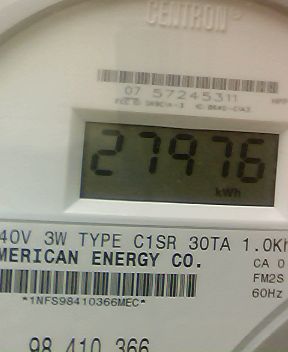 CENTRON®
07 57245311
27976
kWh
40V 3W TYPE C1SR 30TA 1.0Kh
MERICAN ENERGY CO.
CA 0
FM2S
60Hz
*1NFS98410366MEC*
98 410 366